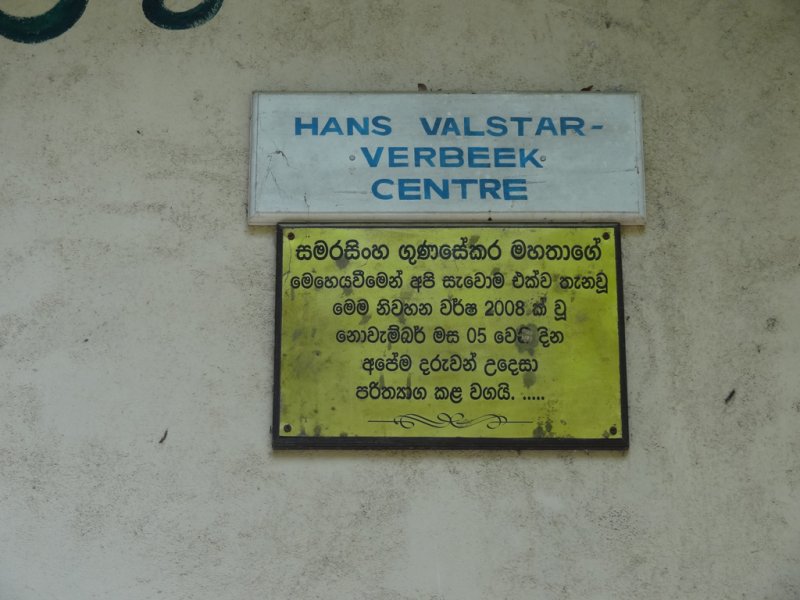 HANS VALSTAR-
VERBEEK
CENTRE
සමරසිංහ ගුණසේකර මහතාගේ
මෙහෙයවීමෙන් අපි සැවොම එක්ව තැනවූ
මෙම නිවහන වර්ෂ 2008 ක් වූ
නොවැම්බර් මස 05 වෙනි දින
අපේම දරුවන් උදෙසා
පරිත්‍යාග කළ වගයි. .....